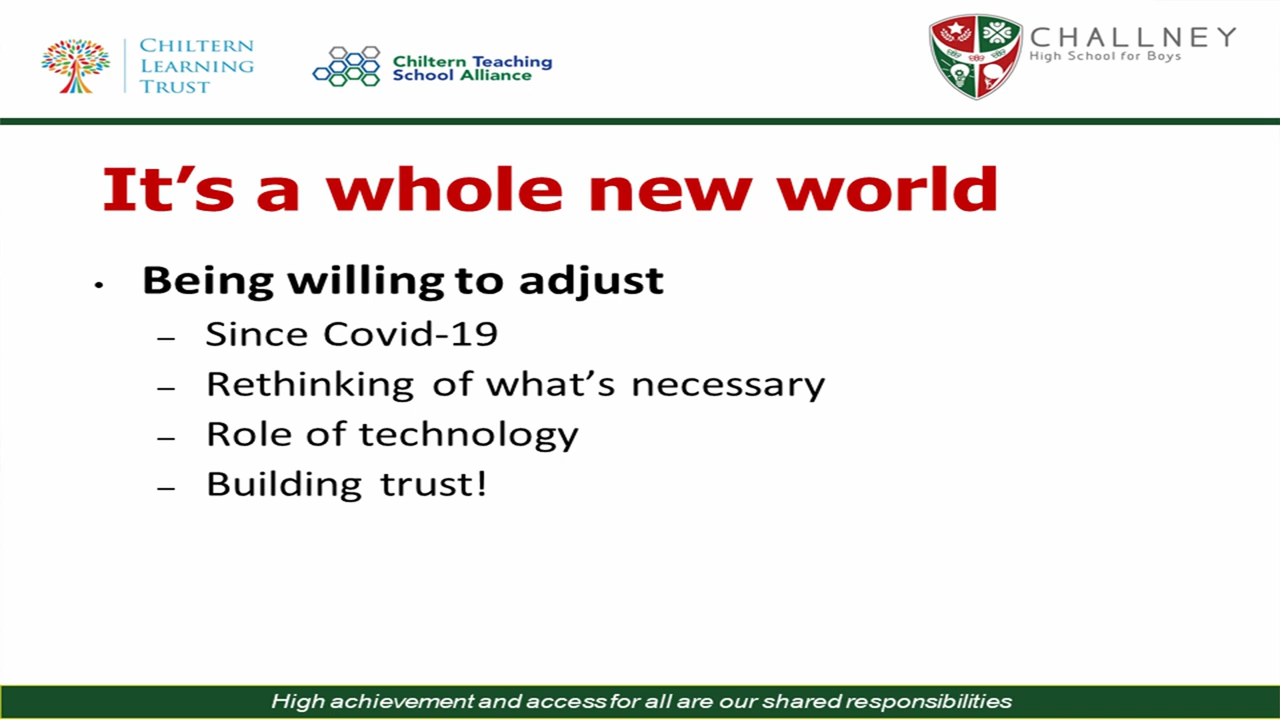 CHILTERN
LEARNING
TRUST
Chiltern Teaching
School Alliance
CHALLNEY
High School for Boys
It’s a whole new world
• Being willing to adjust
– Since Covid-19
– Rethinking of what’s necessary
– Role of technology
– Building trust!
High achievement and access for all are our shared responsibilities